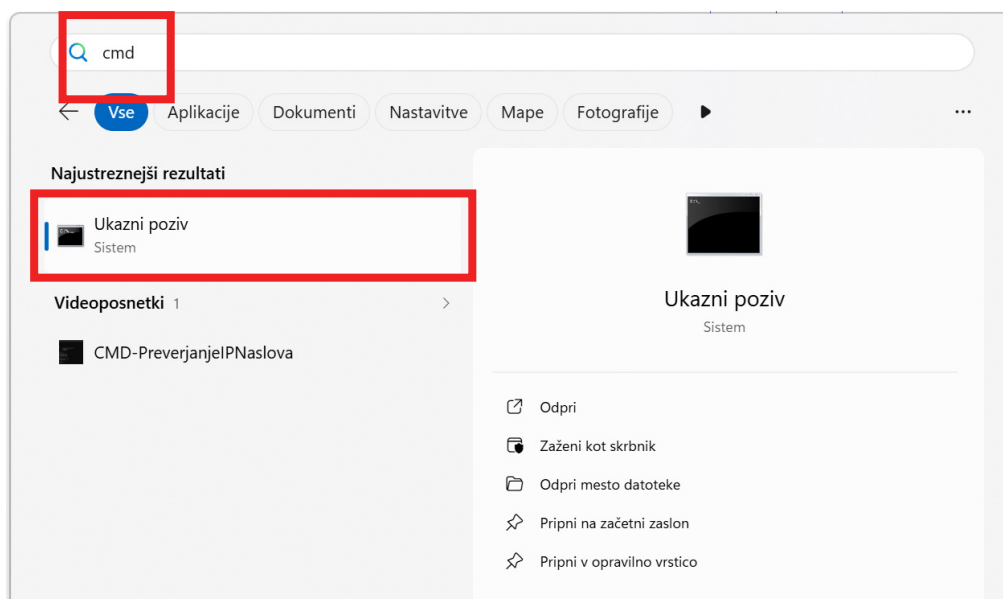 cmd
Vse Aplikacije Dokumenti Nastavitve Mape Fotografije
Najustreznejši rezultati
Ukazni poziv
Sistem
Videoposnetki 1
CMD-PreverjanjeIPNaslova
Ukazni poziv
Sistem
Odpri
Zaženi kot skrbnik
Odpri mesto datoteke
Pripni na začetni zaslon
Pripni v opravilno vrstico